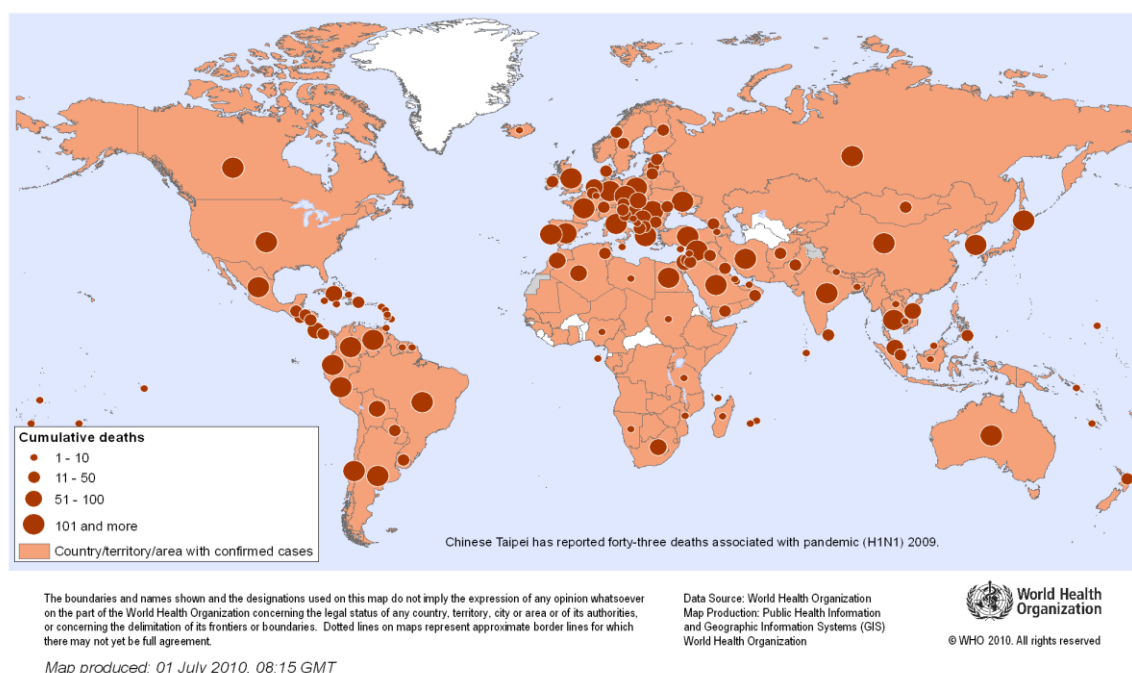 Cumulative deaths
1 - 10
11 - 50
51 - 100
101 and more
Country/territory/area with confirmed cases
Chinese Taipei has reported forty-three deaths associated with pandemic (H1N1) 2009.
The boundaries and names shown and the designations used on this map do not imply the expression of any opinion whatsoever
on the part of the World Health Organization concerning the legal status of any country, territory, city or area or of its authorities,
or concerning the delimitation of its frontiers or boundaries. Dotted lines on maps represent approximate border lines for which
there may not yet be full agreement.
Data Source: World Health Organization
Map Production: Public Health Information
and Geographic Information Systems (GIS)
World Health Organization
World Health
Organization
© WHO 2010. All rights reserved
Map produced: 01 July 2010, 08:15 GMT